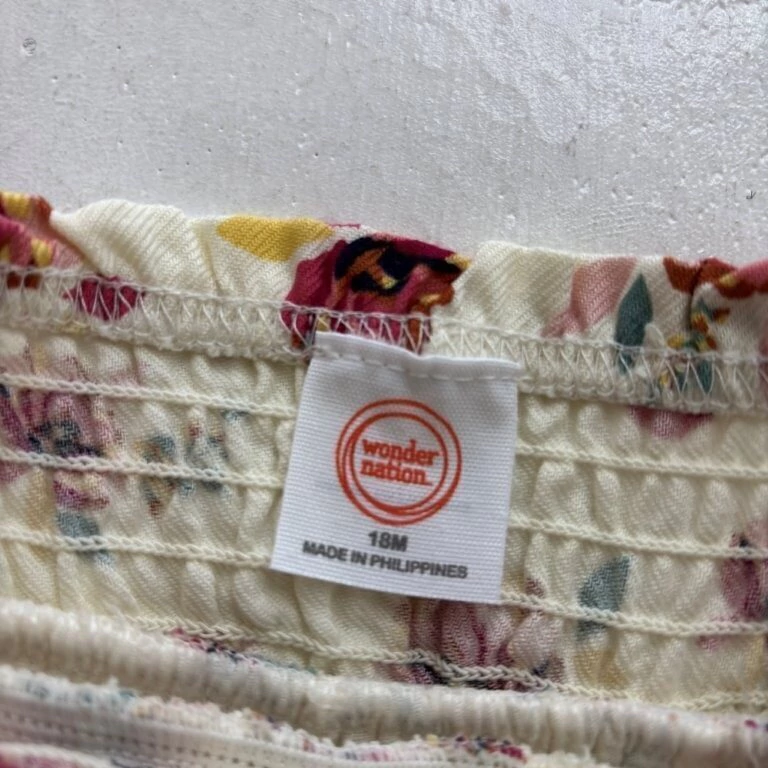 wonder
nation.
18M
MADE IN PHILIPPINES